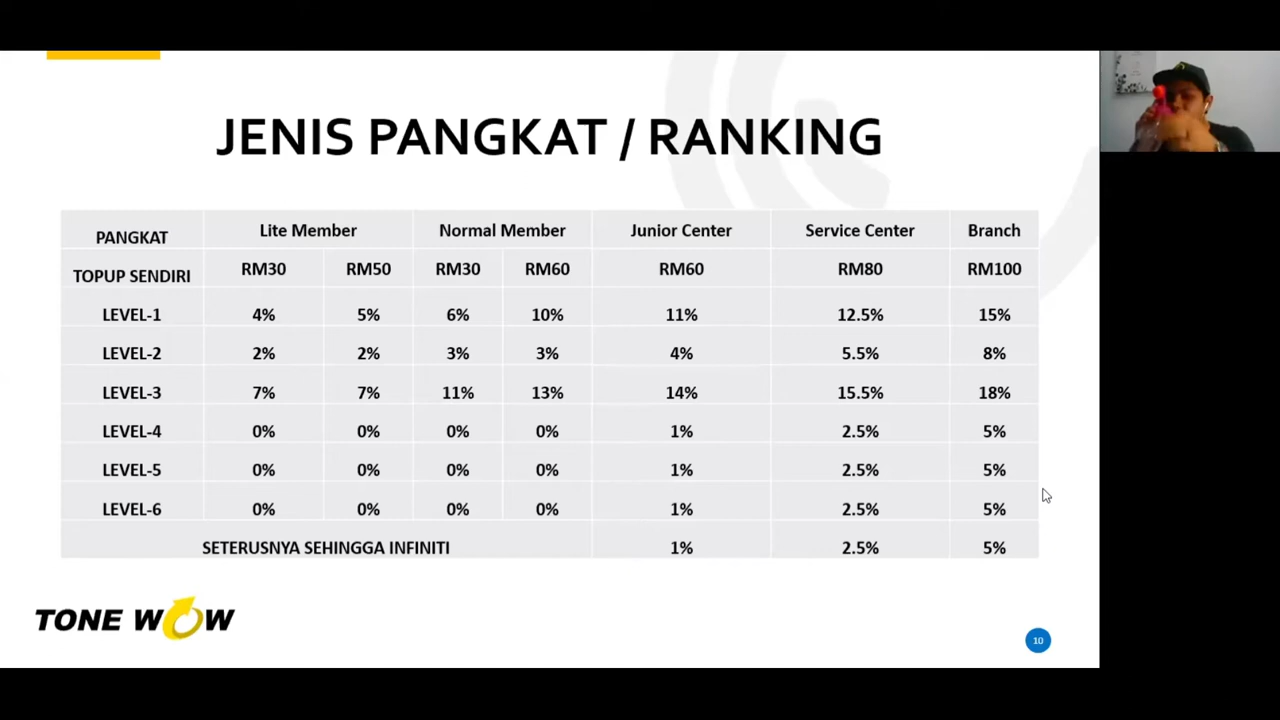 JENIS PANGKAT / RANKING
PANGKAT Lite Member Normal Member Junior Center Service Center Branch
TOPUP SENDIRI RM30 RM50 RM30 RM60 RM60 RM80 RM100
LEVEL-1 4% 5% 6% 10% 11% 12.5% 15%
LEVEL-2 2% 2% 3% 3% 4% 5.5% 8%
LEVEL-3 7% 7% 11% 13% 14% 15.5% 18%
LEVEL-4 0% 0% 0% 0% 1% 2.5% 5%
LEVEL-5 0% 0% 0% 0% 1% 2.5% 5%
LEVEL-6 0% 0% 0% 0% 1% 2.5% 5%
SETERUSNYA SEHINGGA INFINITI 1% 2.5% 5%
TONE WOW
10